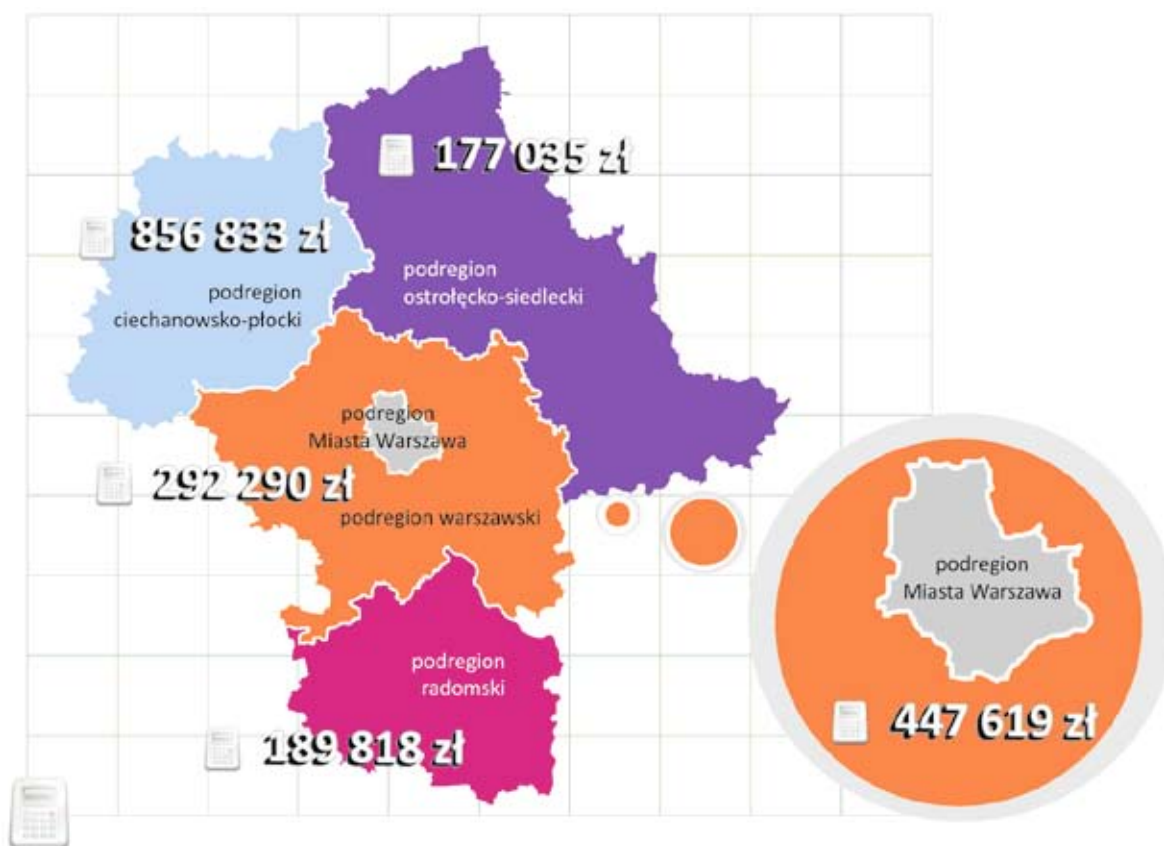 177 035 zł
856 833 zł
podregion
ostrołęcko-siedlecki
podregion
ciechanowsko-płocki
podregion
Miasta Warszawa
292 290 zł
podregion warszawski
podregion
Miasta Warszawa
podregion
radomski
447 619 zł
189 818 zł